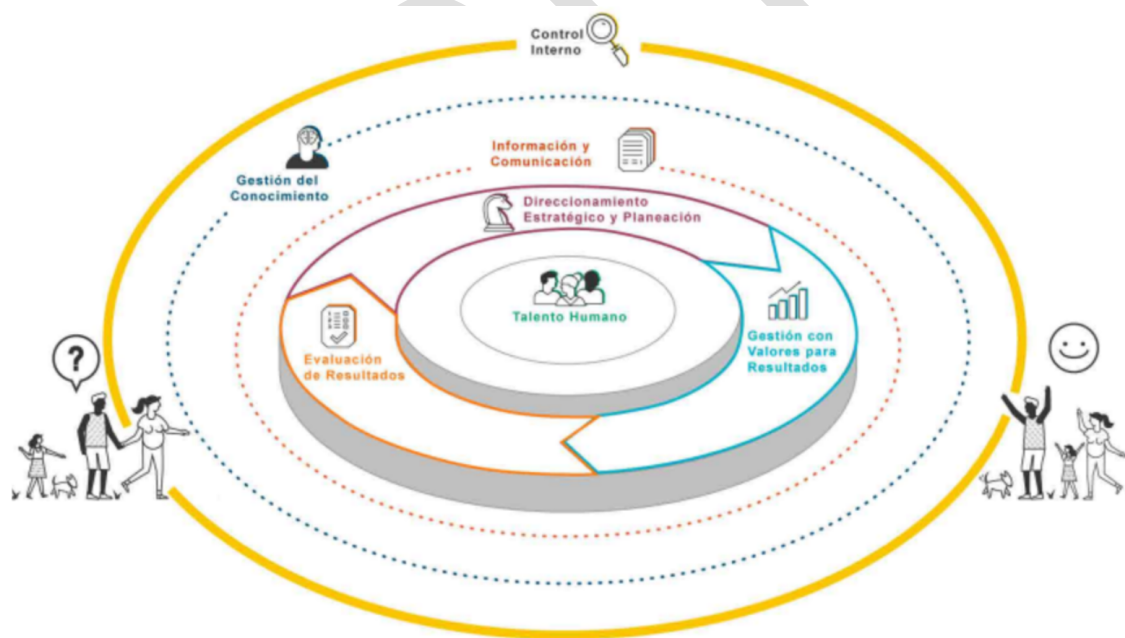 Control
Interno
Gestión del
Conocimiento
Información y
Comunicación
Direccionamiento
Estratégico y Planeación
Talento Humano
Gestión con
Valores para
Resultados
Evaluación
de Resultados
?